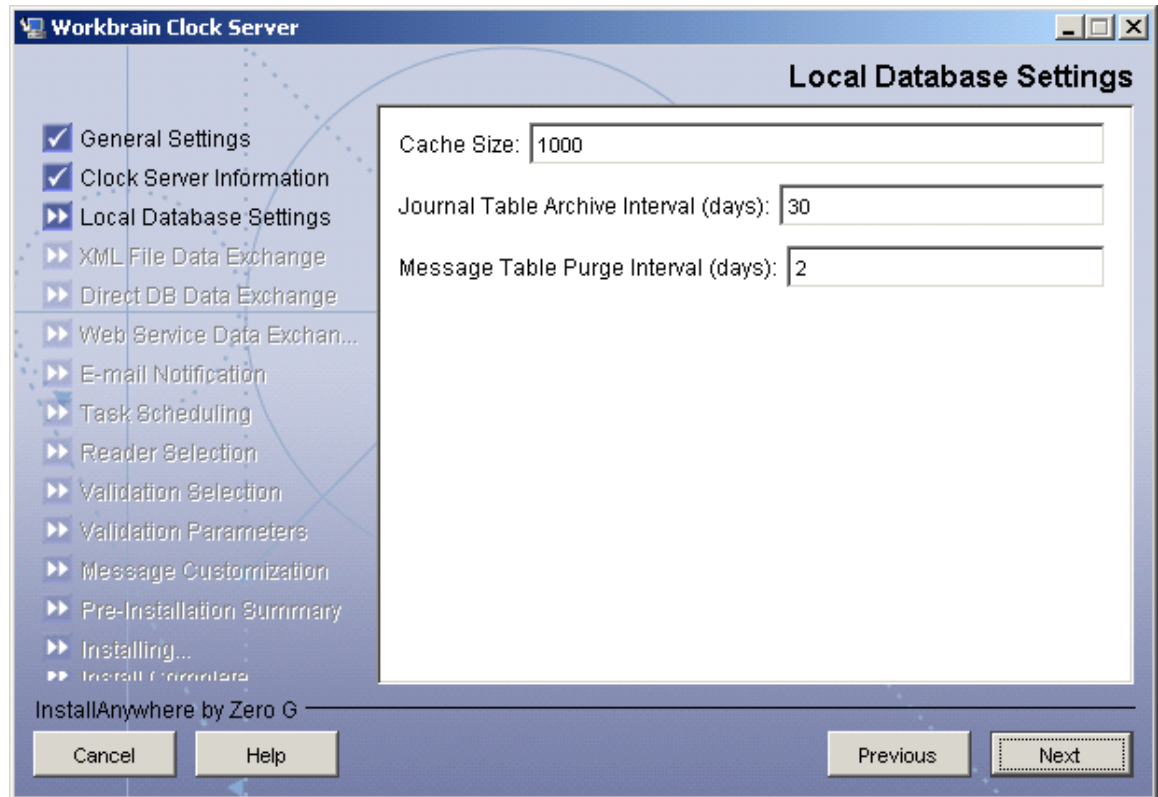 Workbrain Clock Server
Local Database Settings
General Settings
Clock Server Information
Local Database Settings
XML File Data Exchange
Direct DB Data Exchange
Web Service Data Exchan...
E-mail Notification
Task Scheduling
Reader Selection
Validation Selection
Validation Parameters
Message Customization
Pre-Installation Summary
Installing...
Install Complete
Cache Size: 1000
Journal Table Archive Interval (days): 30
Message Table Purge Interval (days): 2
InstallAnywhere by Zero G
Cancel Help Previous Next